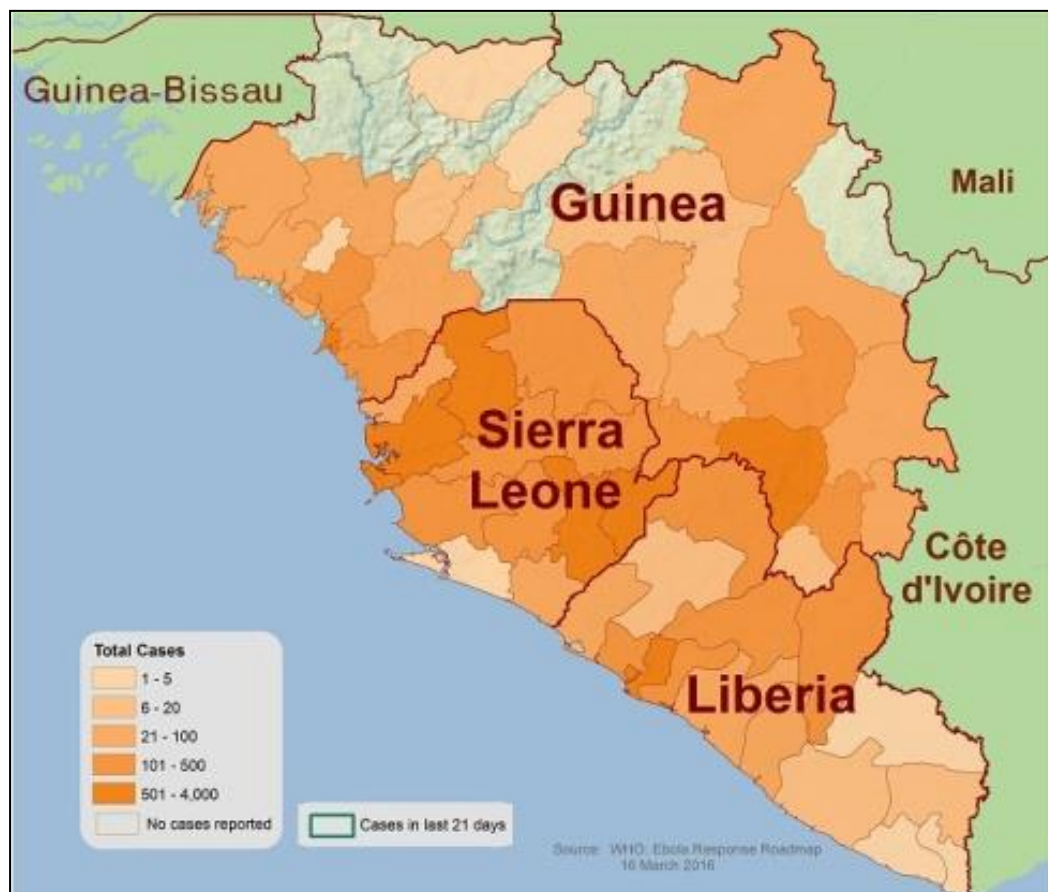 Guinea-Bissau
Guinea
Mali
Sierra
Leone
Côte
d'Ivoire
Liberia
Total Cases
1 - 5
6 - 20
21 - 100
101 - 500
501 - 4,000
No cases reported
Cases in last 21 days
Source: WHO: Ebola Response Roadmap
16 March 2016